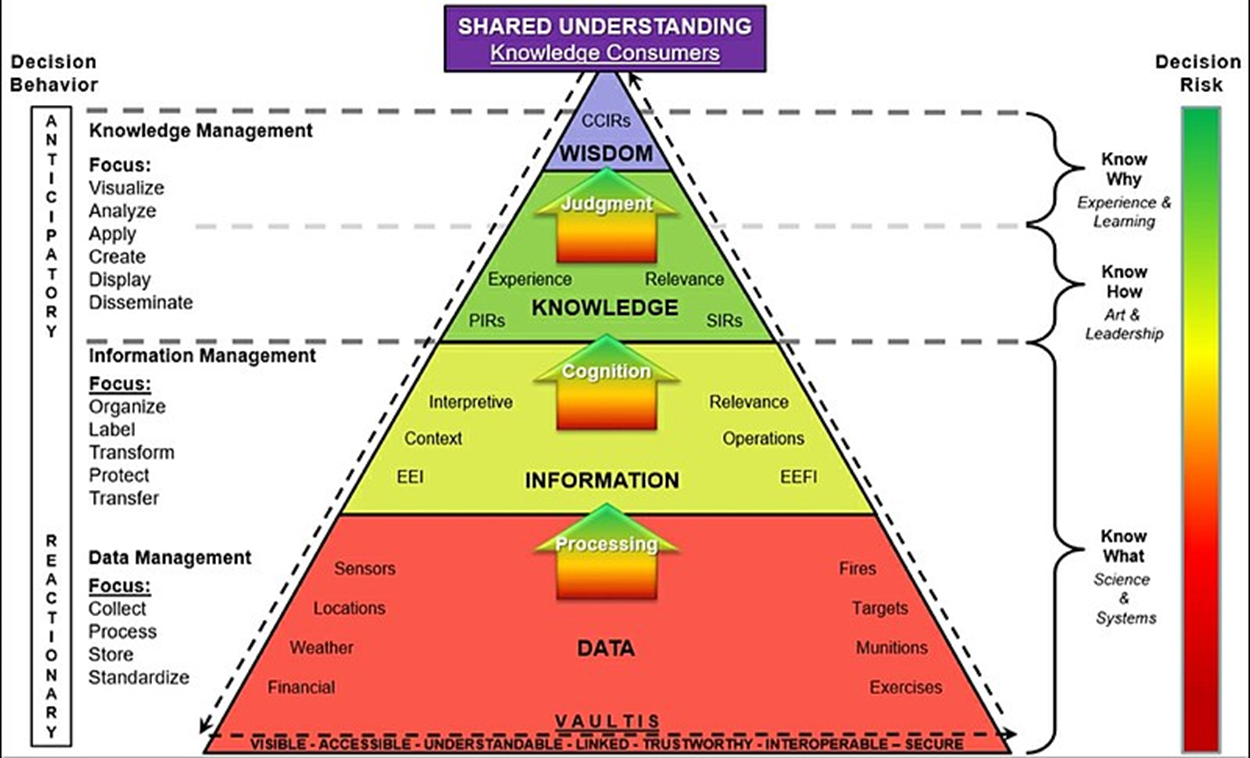 SHARED UNDERSTANDING
Knowledge Consumers
Decision
Behavior
Decision
Risk
ANTICIPATORY
REACTIONARY
Knowledge Management
Focus:
Visualize
Analyze
Apply
Create
Display
Disseminate
Information Management
Focus:
Organize
Label
Transform
Protect
Transfer
Data Management
Focus:
Collect
Process
Store
Standardize
CCIRs
WISDOM
Judgment
Experience Relevance
KNOWLEDGE
PIRs SIRs
Cognition
Interpretive Relevance
Context Operations
EEI EEFI
INFORMATION
Processing
Sensors Fires
Locations Targets
Weather Munitions
DATA
Financial Exercises
VAULTIS
VISIBLE - ACCESSIBLE - UNDERSTANDABLE - LINKED - TRUSTWORTHY - INTEROPERABLE – SECURE
Know
Why
Experience &
Learning
Know
How
Art &
Leadership
Know
What
Science
&
Systems